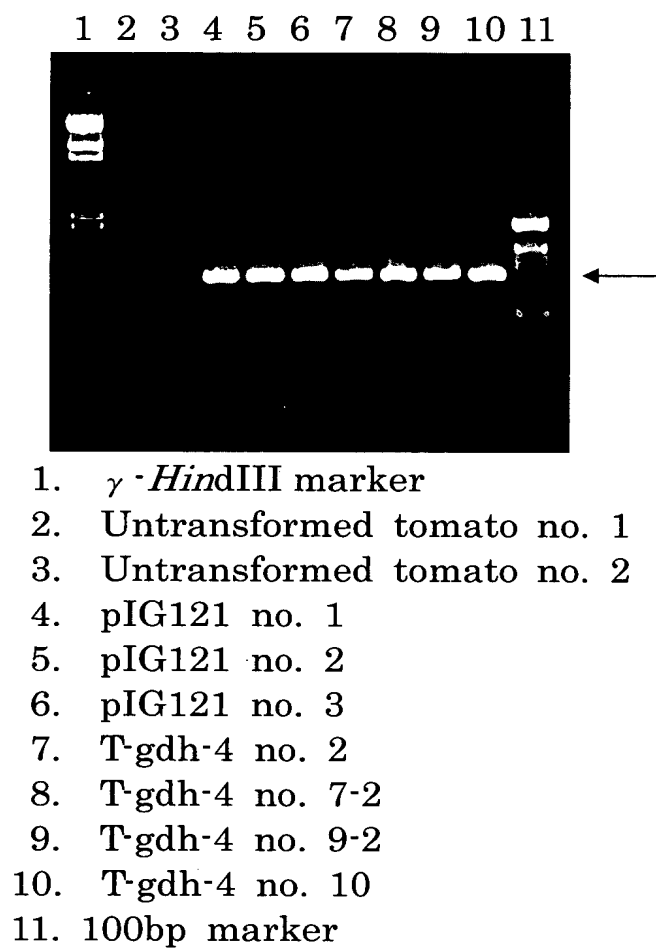 1 2 3 4 5 6 7 8 9 10 11
1. γ-HindIII marker
2. Untransformed tomato no. 1
3. Untransformed tomato no. 2
4. pIG121 no. 1
5. pIG121 no. 2
6. pIG121 no. 3
7. T-gdh-4 no. 2
8. T-gdh-4 no. 7-2
9. T-gdh-4 no. 9-2
10. T-gdh-4 no. 10
11. 100bp marker